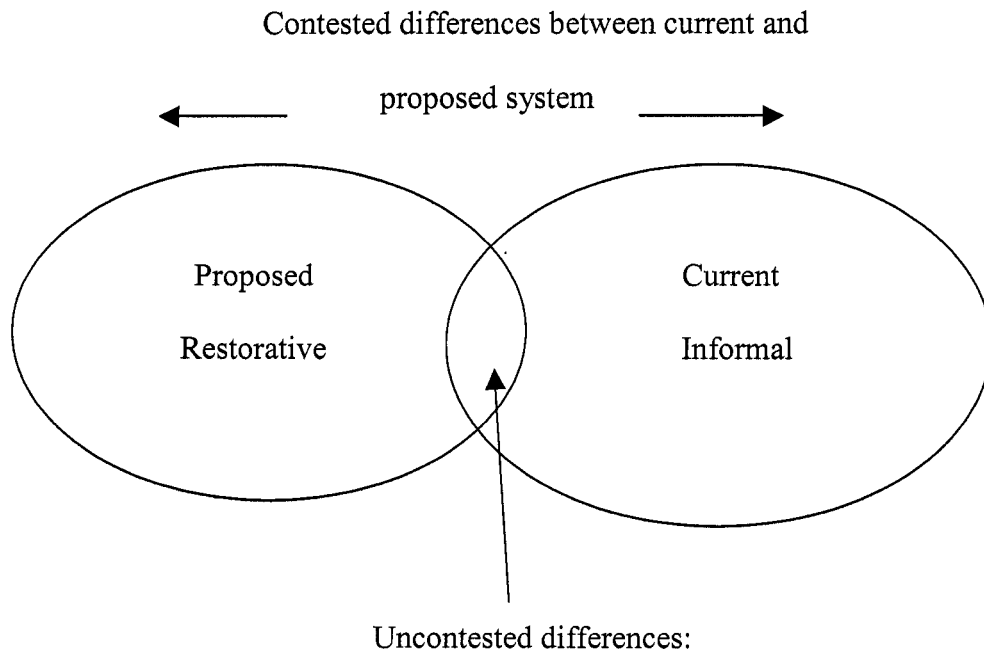 Contested differences between current and
proposed system
Proposed
Restorative
Current
Informal
Uncontested differences: